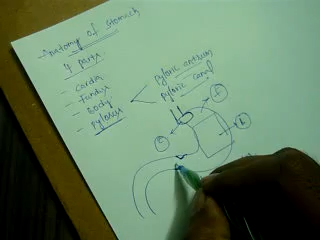 Anatomy of Stomach
4 parts
- Cardia
- Fundus
- Body
- Pylorus
pyloric antrum
pyloric canal
C
F
B